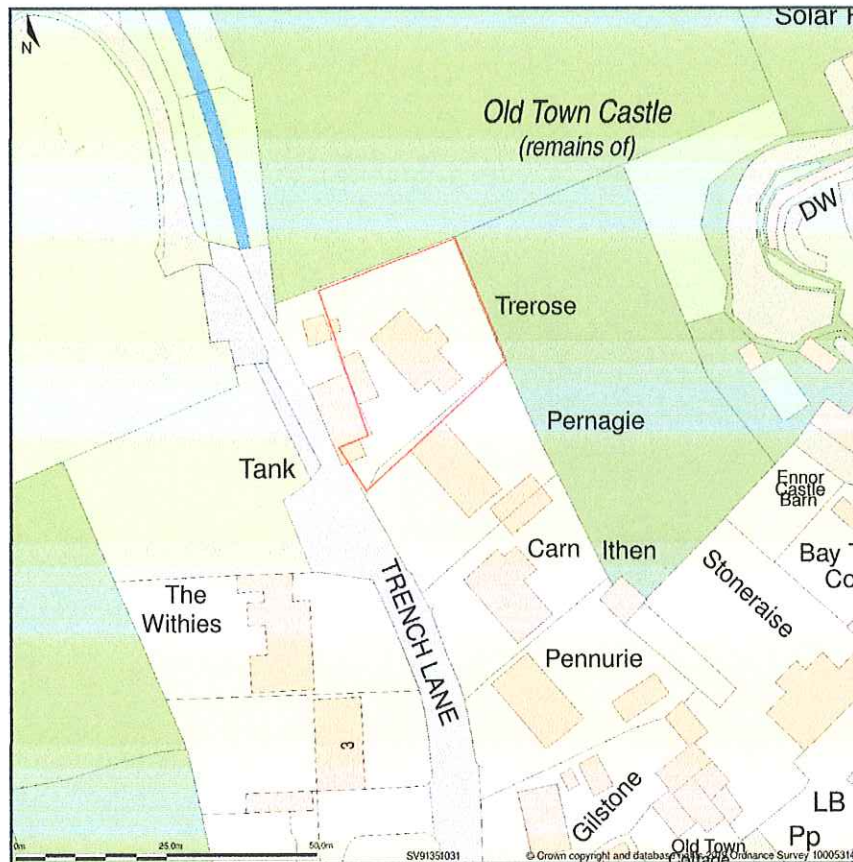 Solar
N
Old Town Castle
(remains of)
DW
Trerose
Pernagie
Tank
Ennor
Castle
Barn
Carn Ithen
Bay
Co
Stoneraise
The
Withies
TRENCH LANE
Pennurie
3
Gilstone
LB
Pp
Old Town
0m
25.0m
50.0m
SV91351031
© Crown copyright and database Ordnance Survey 10005314